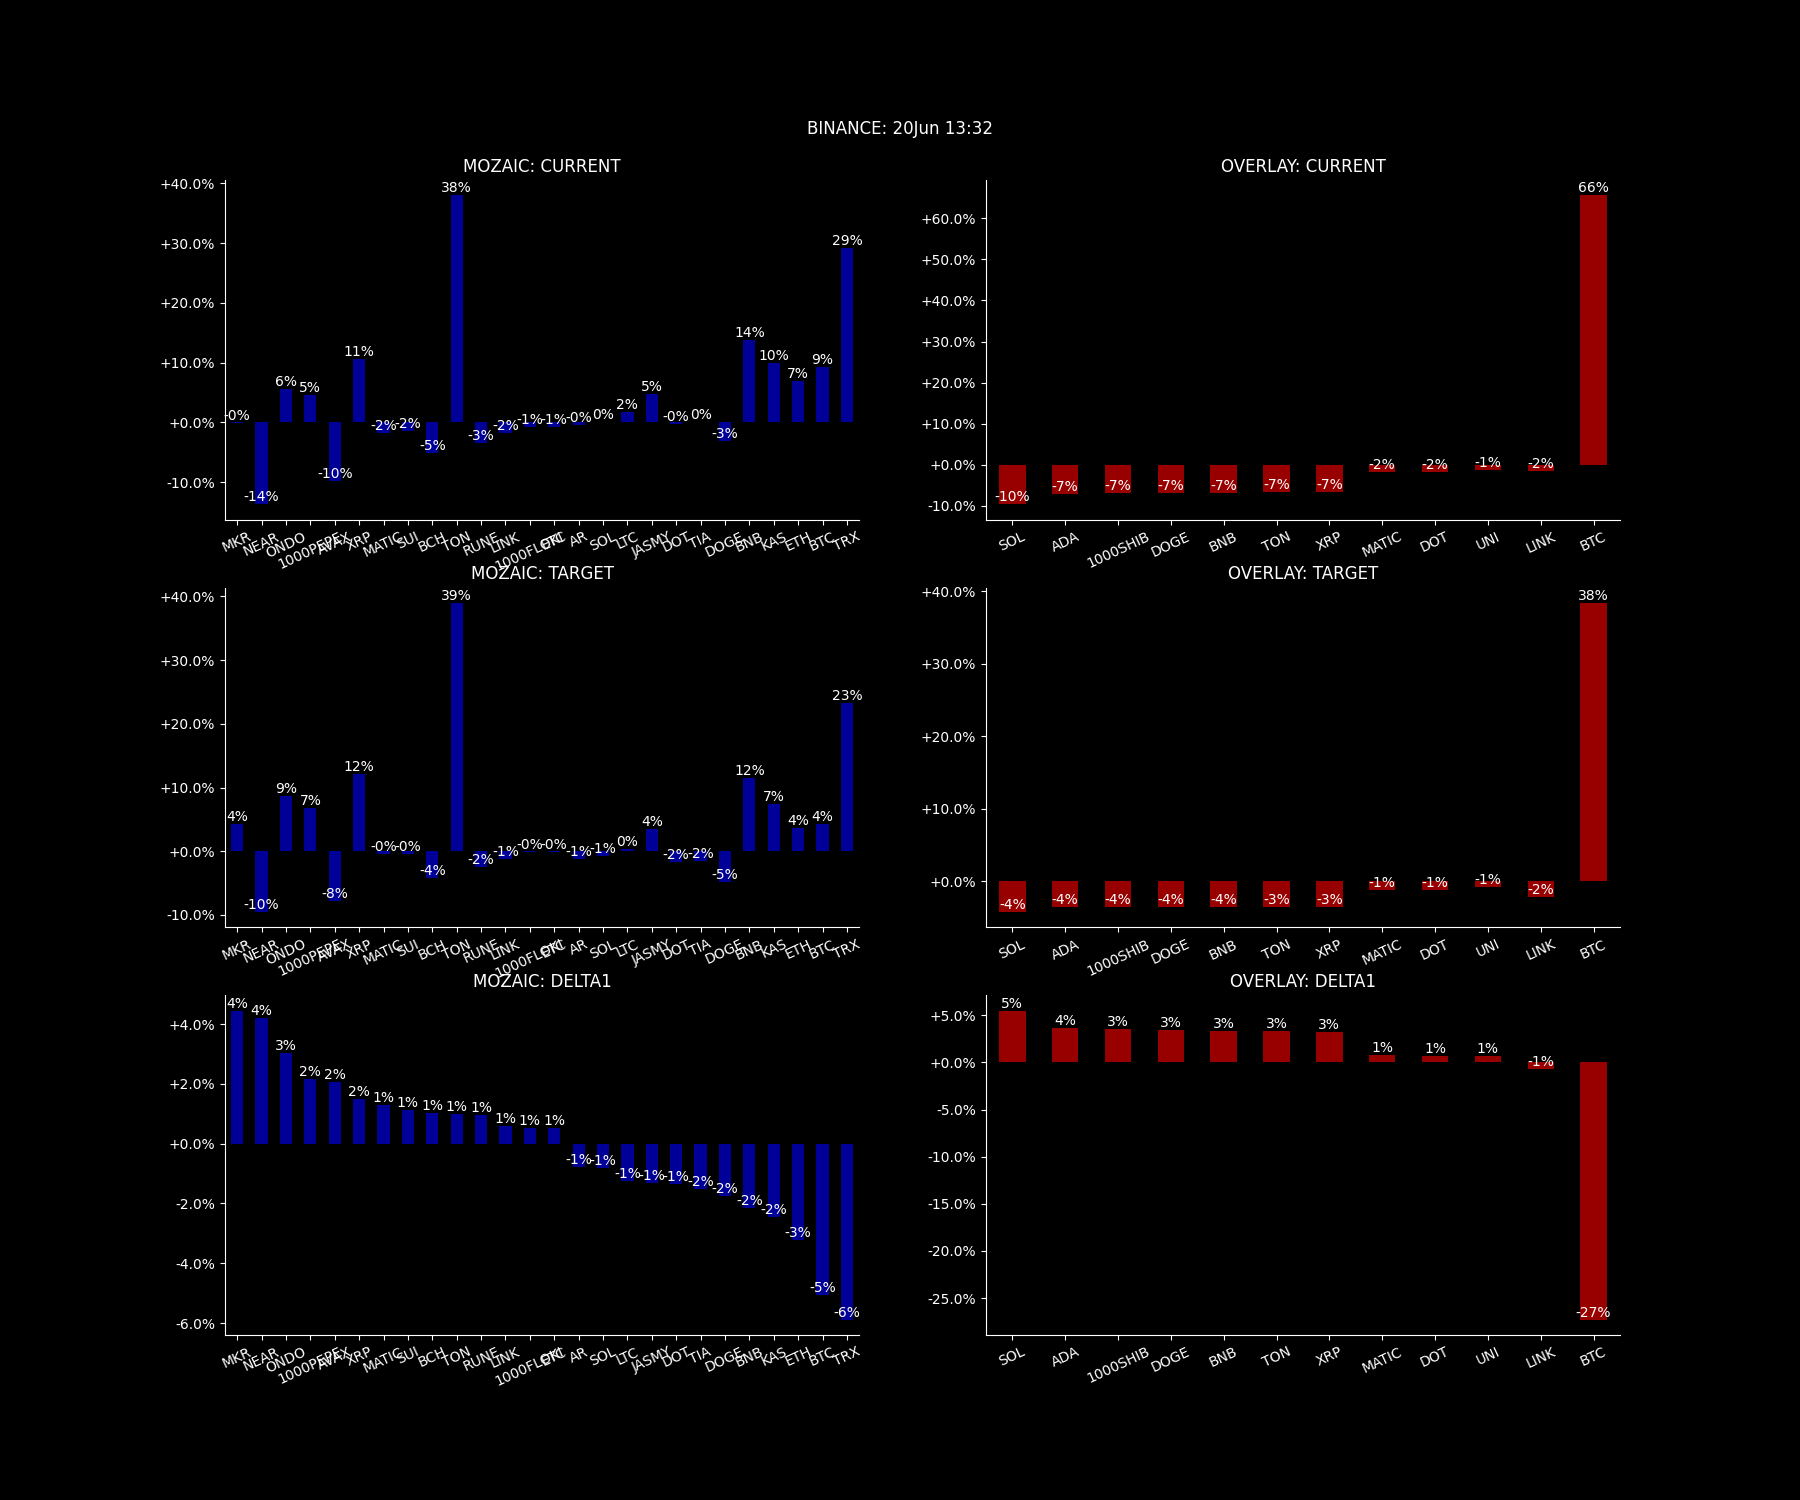 BINANCE: 20Jun 13:32
MOZAIC: CURRENT
+40.0%
+30.0%
+20.0%
+10.0%
+0.0%
-10.0%
-0% -14% 6% 5% -10% 11% -2% -2% -5% 38% -3% -2% -1% -1% -0% 0% 2% 5% -0% 0% -3% 14% 10% 7% 9% 29%
MKR NEAR ONDO 1000PEPE AVAX XRP MATIC SUI BCH TON RUNE LINK 1000FLOKI AR SOL LTC JASMY DOT TIA DOGE BNB KAS ETH BTC TRX
OVERLAY: CURRENT
+60.0%
+50.0%
+40.0%
+30.0%
+20.0%
+10.0%
+0.0%
-10.0%
-10% -7% -7% -7% -7% -7% -7% -2% -2% -1% -2% 66%
SOL ADA 1000SHIB DOGE BNB TON XRP MATIC DOT UNI LINK BTC
MOZAIC: TARGET
+40.0%
+30.0%
+20.0%
+10.0%
+0.0%
-10.0%
4% -10% 9% 7% -8% 12% -0% -0% -4% 39% -2% -1% -0% -0% -1% -1% 0% 4% -2% -2% -5% 12% 7% 4% 4% 23%
MKR NEAR ONDO 1000PEPE AVAX XRP MATIC SUI BCH TON RUNE LINK 1000FLOKI AR SOL LTC JASMY DOT TIA DOGE BNB KAS ETH BTC TRX
OVERLAY: TARGET
+40.0%
+30.0%
+20.0%
+10.0%
+0.0%
-4% -4% -4% -4% -4% -3% -3% -1% -1% -1% -2% 38%
SOL ADA 1000SHIB DOGE BNB TON XRP MATIC DOT UNI LINK BTC
MOZAIC: DELTA1
+4.0%
+2.0%
+0.0%
-2.0%
-4.0%
-6.0%
4% 4% 3% 2% 2% 2% 1% 1% 1% 1% 1% 1% 1% 1% -1% -1% -1% -1% -1% -2% -2% -2% -2% -3% -5% -6%
MKR NEAR ONDO 1000PEPE AVAX XRP MATIC SUI BCH TON RUNE LINK 1000FLOKI AR SOL LTC JASMY DOT TIA DOGE BNB KAS ETH BTC TRX
OVERLAY: DELTA1
+5.0%
+0.0%
-5.0%
-10.0%
-15.0%
-20.0%
-25.0%
5% 4% 3% 3% 3% 3% 3% 1% 1% 1% -1% -27%
SOL ADA 1000SHIB DOGE BNB TON XRP MATIC DOT UNI LINK BTC